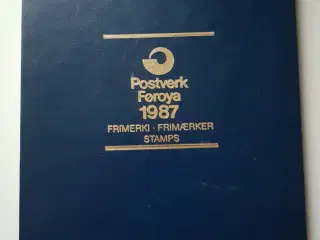 Postverk
Føroya
1987
FRIMERKI · FRIMÆRKER
STAMPS